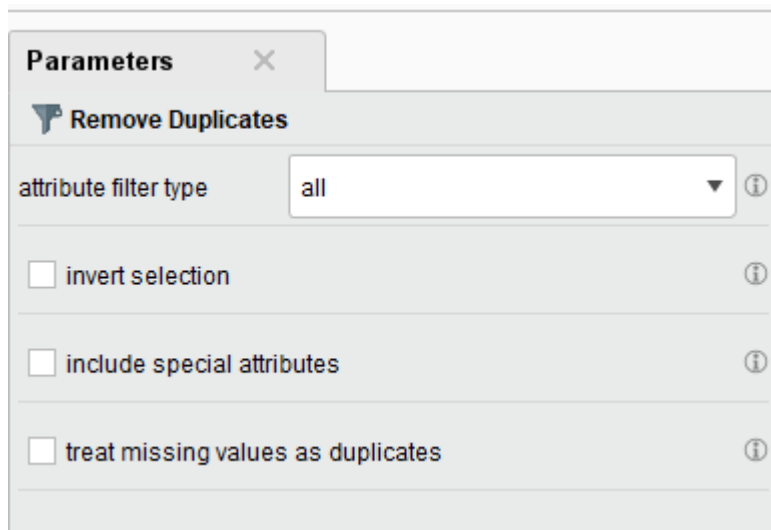 Parameters
Remove Duplicates
attribute filter type
all
invert selection
include special attributes
treat missing values as duplicates